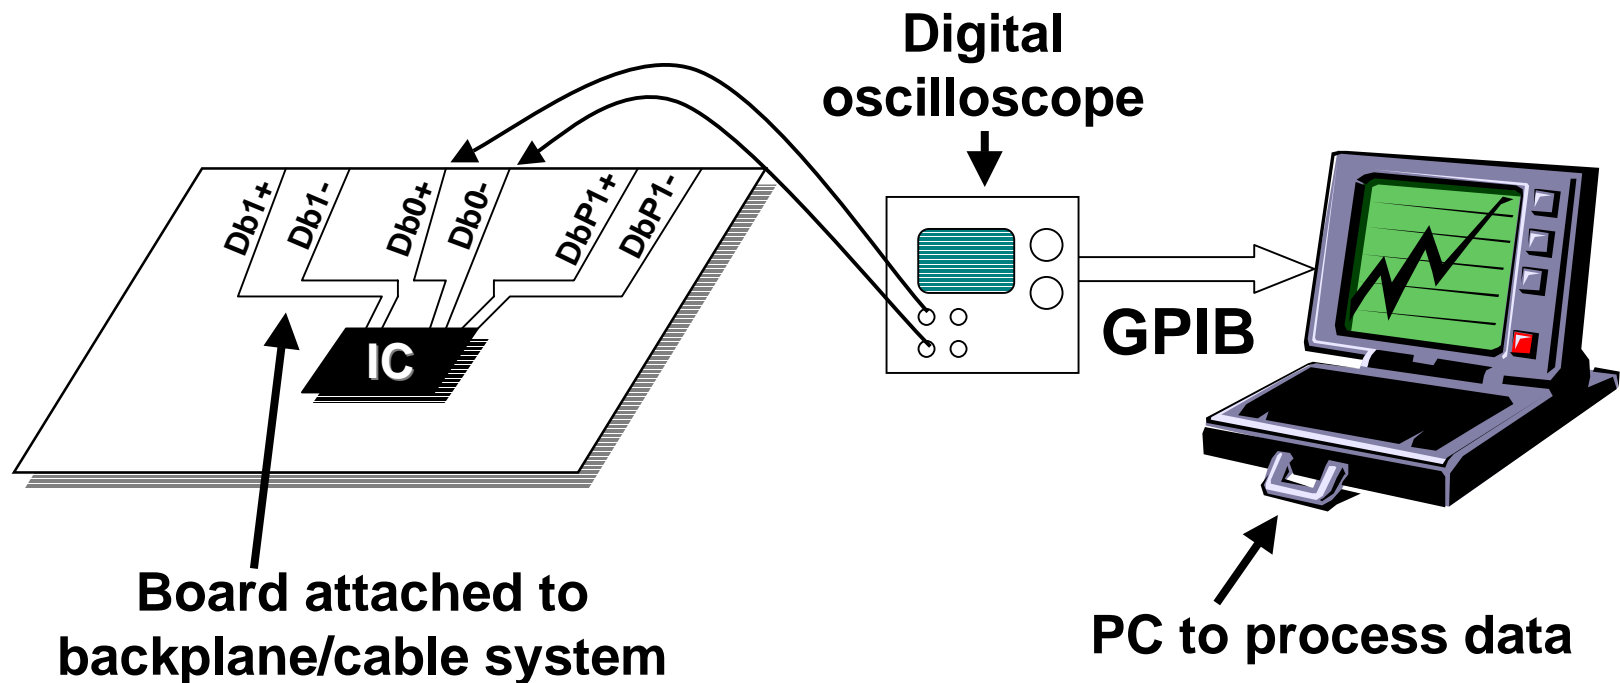 Digital
oscilloscope
Db1+
Db1-
Db0+
Db0-
DbP1+
DbP1-
IC
GPIB
Board attached to
backplane/cable system
PC to process data